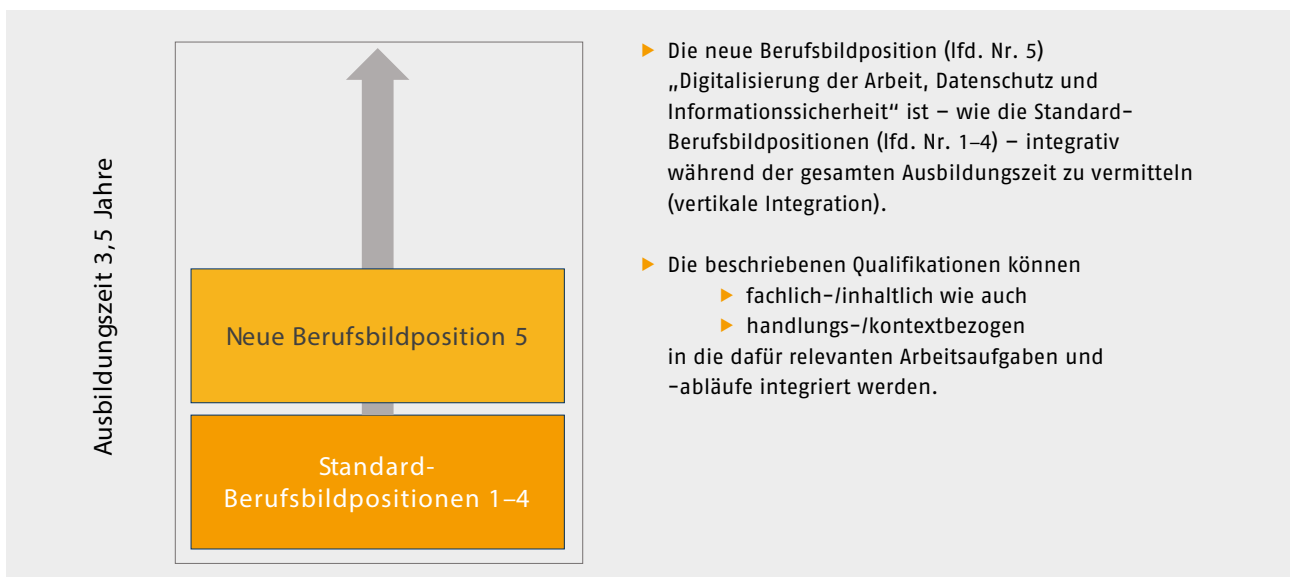 Ausbildungszeit 3,5 Jahre
Neue Berufsbildposition 5
Standard-
Berufsbildpositionen 1–4
Die neue Berufsbildposition (lfd. Nr. 5)
„Digitalisierung der Arbeit, Datenschutz und
Informationssicherheit“ ist – wie die Standard-
Berufsbildpositionen (lfd. Nr. 1–4) – integrativ
während der gesamten Ausbildungszeit zu vermitteln
(vertikale Integration).
Die beschriebenen Qualifikationen können
fachlich-/inhaltlich wie auch
handlungs-/kontextbezogen
in die dafür relevanten Arbeitsaufgaben und
-abläufe integriert werden.